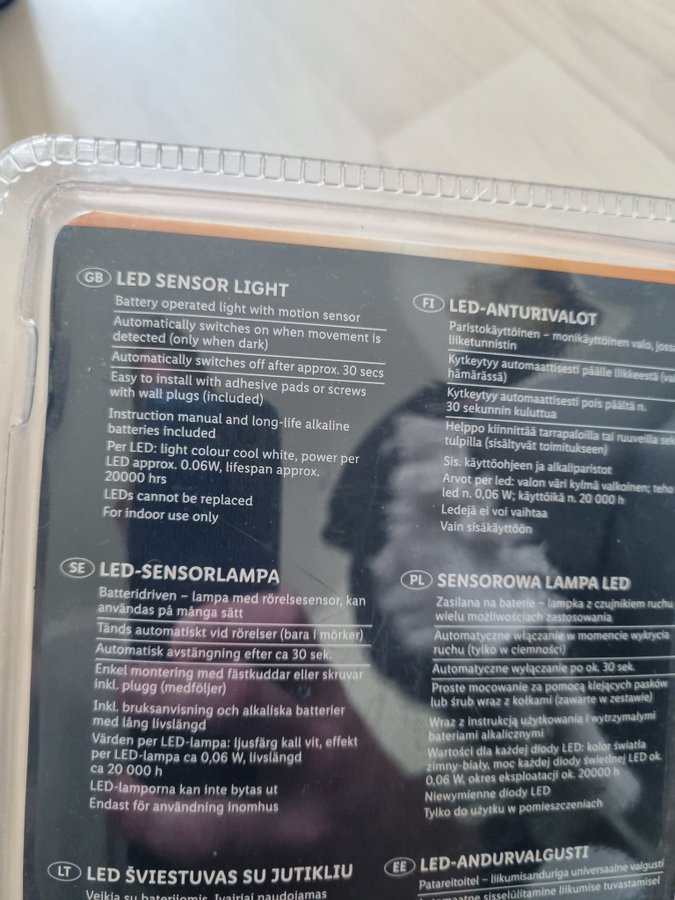 GB LED SENSOR LIGHT
Battery operated light with motion sensor
Automatically switches on when movement is
detected (only when dark)
Automatically switches off after approx. 30 secs
Easy to install with adhesive pads or screws
with wall plugs (included)
Instruction manual and long-life alkaline
batteries included
Per LED: light colour cool white, power per
LED approx. 0.06W, lifespan approx.
20000 hrs
LEDs cannot be replaced
For indoor use only
FI LED-ANTURIVALOT
Paristokäyttöinen – monikäyttöinen valo, jossa
liiketunnistin
Kytkeytyy automaattisesti päälle liikkeestä (vai
hämärässä)
Kytkeytyy automaattisesti pois päältä n.
30 sekunnin kuluttua
Helppo kiinnittää tarrapaloilla tai ruuveilla sek
tulpilla (sisältyvät toimitukseen)
Sis. käyttöohjeen ja alkaliparistot
Arvot per led: valon väri kylmä valkoinen; teho
led n. 0,06 W; käyttöikä n. 20 000 h
Ledejä ei voi vaihtaa
Vain sisäkäyttöön
SE LED-SENSORLAMPA
Batteridriven – lampa med rörelsesensor, kan
användas på många sätt
Tänds automatiskt vid rörelser (bara i mörker)
Automatisk avstängning efter ca 30 sek.
Enkel montering med fästkuddar eller skruvar
inkl. plugg (medföljer)
Inkl. bruksanvisning och alkaliska batterier
med lång livslängd
Värden per LED-lampa: ljusfärg kall vit, effekt
per LED-lampa ca 0,06 W, livslängd
ca 20 000 h
LED-lamporna kan inte bytas ut
Endast för användning inomhus
PL SENSOROWA LAMPA LED
Zasilana na baterie – lampka z czujnikiem ruchu
wielu możliwościach zastosowania
Automatyczne włączanie w momencie wykrycia
ruchu (tylko w ciemności)
Automatyczne wyłączanie po ok. 30 sek.
Proste mocowanie za pomocą klejących pasków
lub śrub wraz z kołkami (zawarte w zestawie)
Wraz z instrukcją użytkowania i wytrzymałymi
bateriami alkalicznymi
Wartości dla każdej diody LED: kolor światła
zimny-biały, moc każdej diody świetlnej LED ok.
0,06 W, okres eksploatacji ok. 20000 h
Niewymienne diody LED
Tylko do użytku w pomieszczeniach
LT LED ŠVIESTUVAS SU JUTIKLIU
Veikia su baterijomis, įvairiai naudojamas
EE LED-ANDURVALGUSTI
Patareitoitel – liikumisanduriga universaalne valgusti
sisselülitamine liikumise tuvastamisel